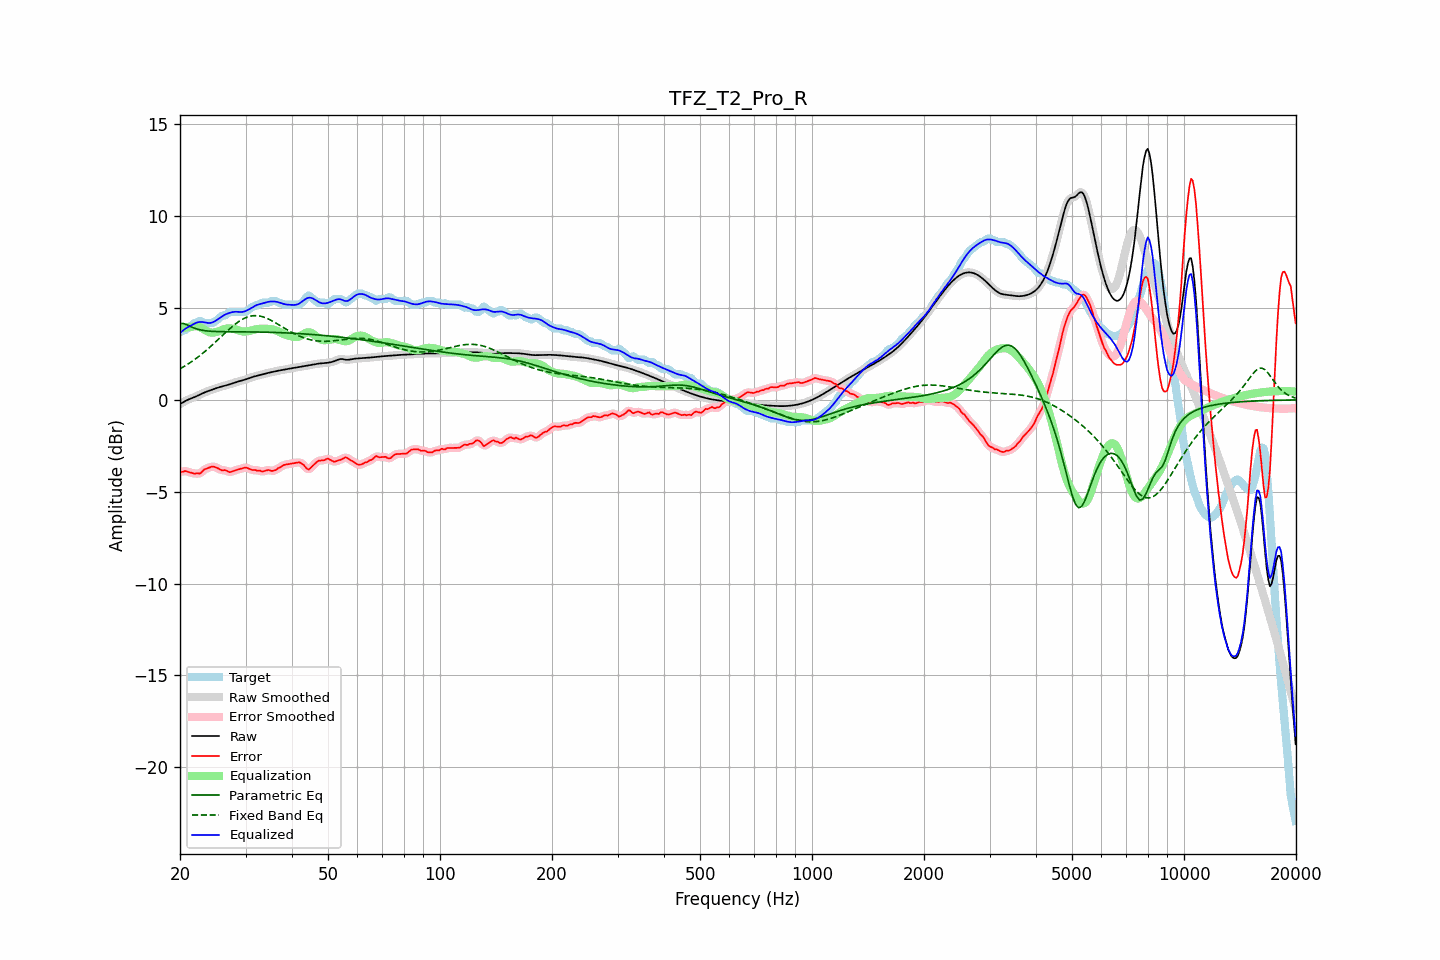 TFZ_T2_Pro_R
Amplitude (dBr)
15
10
5
0
−5
−10
−15
−20
Target
Raw Smoothed
Error Smoothed
Raw
Error
Equalization
Parametric Eq
Fixed Band Eq
Equalized
20 50 100 200 500 1000 2000 5000 10000 20000
Frequency (Hz)